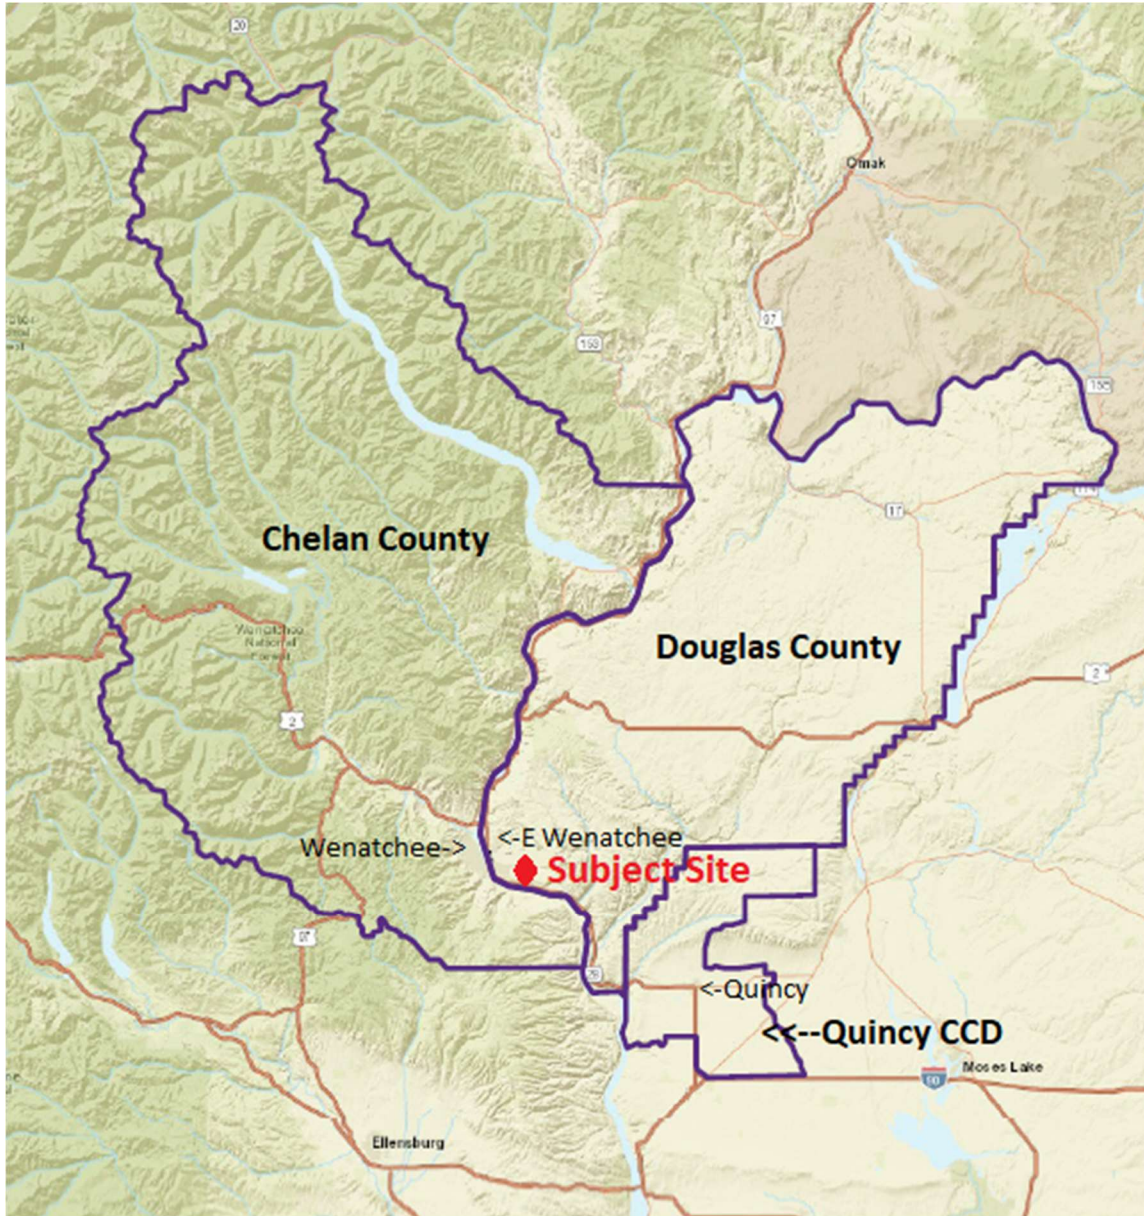 20
Omak
97
153
155
17
174
Chelan County
Wenatchee
National
Forest
Douglas County
2
2
<-E Wenatchee
Wenatchee->
Subject Site
97
28
<-Quincy
<<--Quincy CCD
90
Moses Lake
Ellensburg